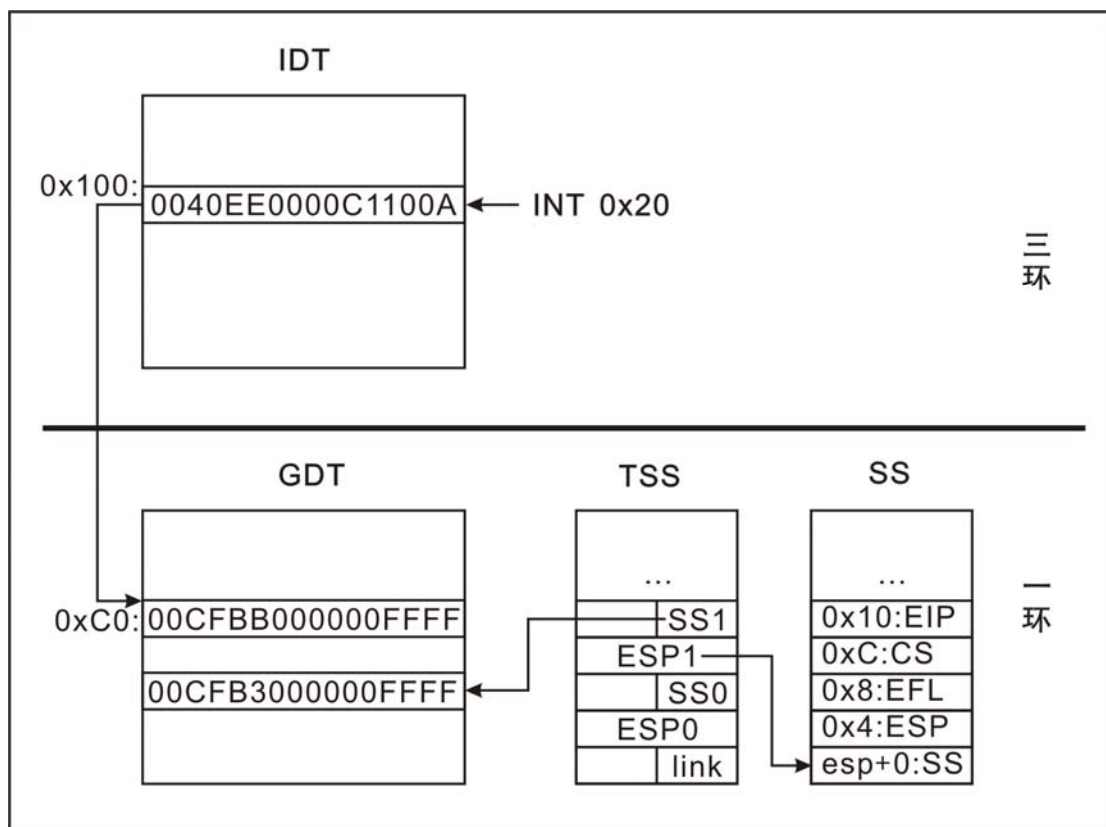 IDT
0x100:
0040EE0000C1100A
INT 0x20
三环
GDT
TSS
SS
0xC0:
00CFBB000000FFFF
00CFB3000000FFFF
...
SS1
ESP1
SS0
ESP0
link
...
0x10:EIP
0xC:CS
0x8:EFL
0x4:ESP
esp+0:SS
一环